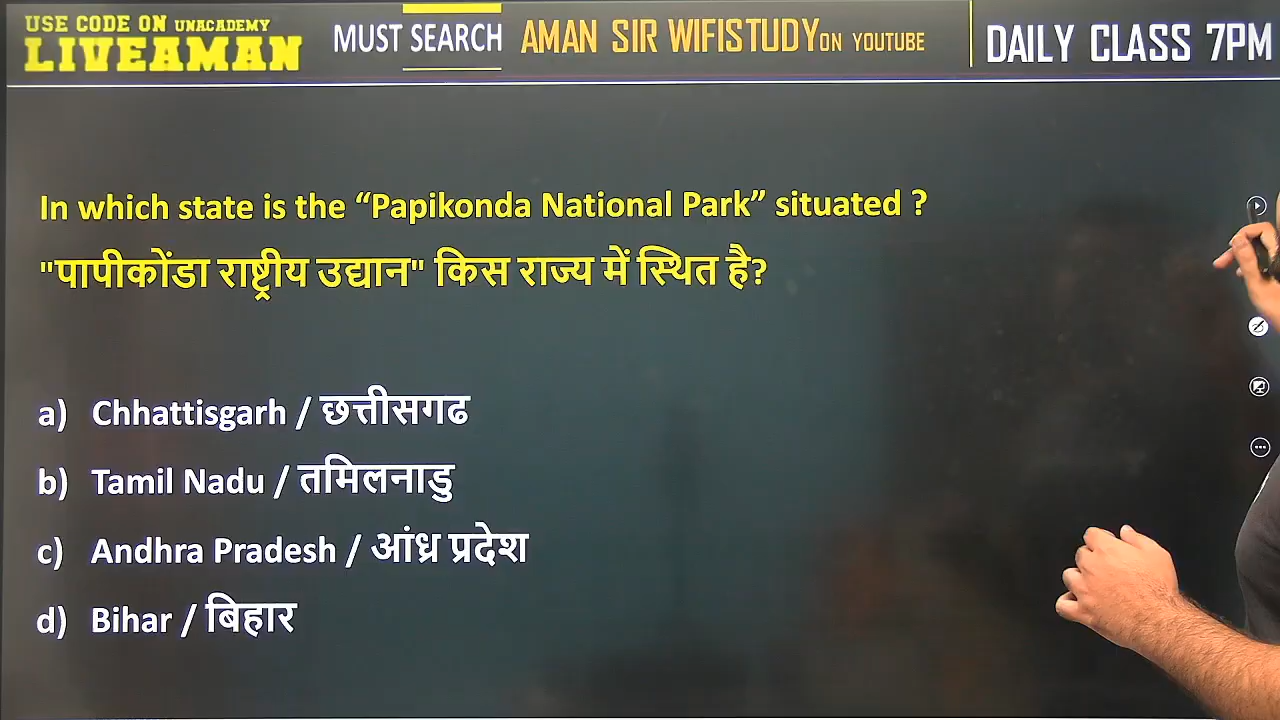 USE CODE ON UNACADEMY
LIVEAMAN
MUST SEARCH AMAN SIR WIFISTUDY ON YOUTUBE
DAILY CLASS 7PM
In which state is the “Papikonda National Park” situated ?
"पापीकोंडा राष्ट्रीय उद्यान" किस राज्य में स्थित है?
a) Chhattisgarh / छत्तीसगढ
b) Tamil Nadu / तमिलनाडु
c) Andhra Pradesh / आंध्र प्रदेश
d) Bihar / बिहार